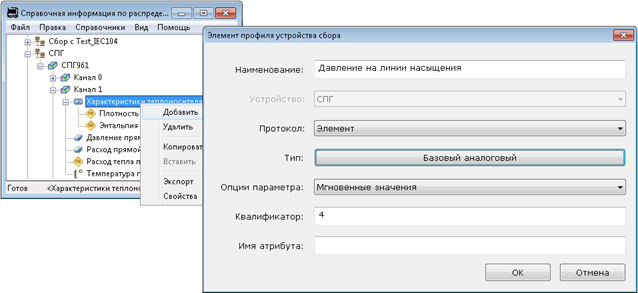 Справочная информация по распреде
Файл Правка Справочники Вид Помощь
Сбор с Test_IEC104
СПГ
СПГ961
Канал 0
Канал 1
Характеристики теплоносителя
Плотность
Энтальпия
Давление пря
Расход прямой
Расход тепла п
Температура п
Готов <Характеристики теплоно
Добавить
Удалить
Копироват
Вставить
Экспорт
Свойства
Элемент профиля устройства сбора
Наименование: Давление на линии насыщения
Устройство: СПГ
Протокол: Элемент
Тип: Базовый аналоговый
Опции параметра: Мгновенные значения
Квалификатор: 4
Имя атрибута:
OK Отмена